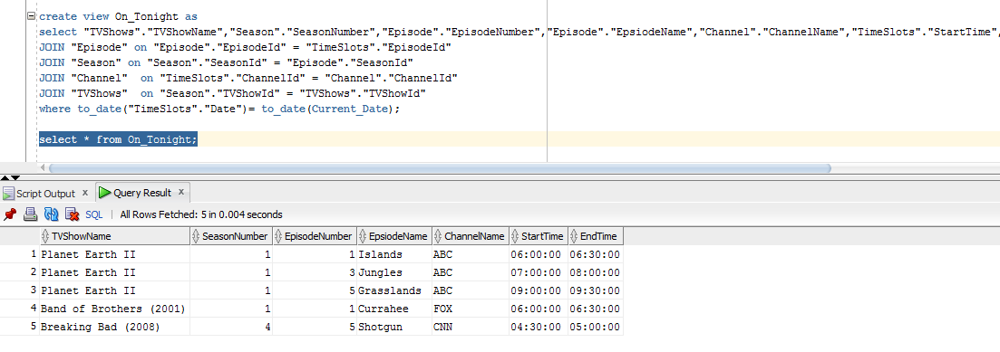 create view On_Tonight as
select "TVShows"."TVShowName","Season"."SeasonNumber","Episode"."EpisodeNumber","Episode"."EpsiodeName","Channel"."ChannelName","TimeSlots"."StartTime",
JOIN "Episode" on "Episode"."EpisodeId" = "TimeSlots"."EpisodeId"
JOIN "Season" on "Season"."SeasonId" = "Episode"."SeasonId"
JOIN "Channel"  on "TimeSlots"."ChannelId" = "Channel"."ChannelId"
JOIN "TVShows"  on "Season"."TVShowId" = "TVShows"."TVShowId"
where to_date("TimeSlots"."Date")= to_date(Current_Date);
select * from On_Tonight;
Script Output x Query Result x
SQL | All Rows Fetched: 5 in 0.004 seconds
TVShowName SeasonNumber EpisodeNumber EpsiodeName ChannelName StartTime EndTime
1 Planet Earth II 1 1 Islands ABC 06:00:00 06:30:00
2 Planet Earth II 1 3 Jungles ABC 07:00:00 08:00:00
3 Planet Earth II 1 5 Grasslands ABC 09:00:00 09:30:00
4 Band of Brothers (2001) 1 1 Currahee FOX 06:00:00 06:30:00
5 Breaking Bad (2008) 4 5 Shotgun CNN 04:30:00 05:00:00